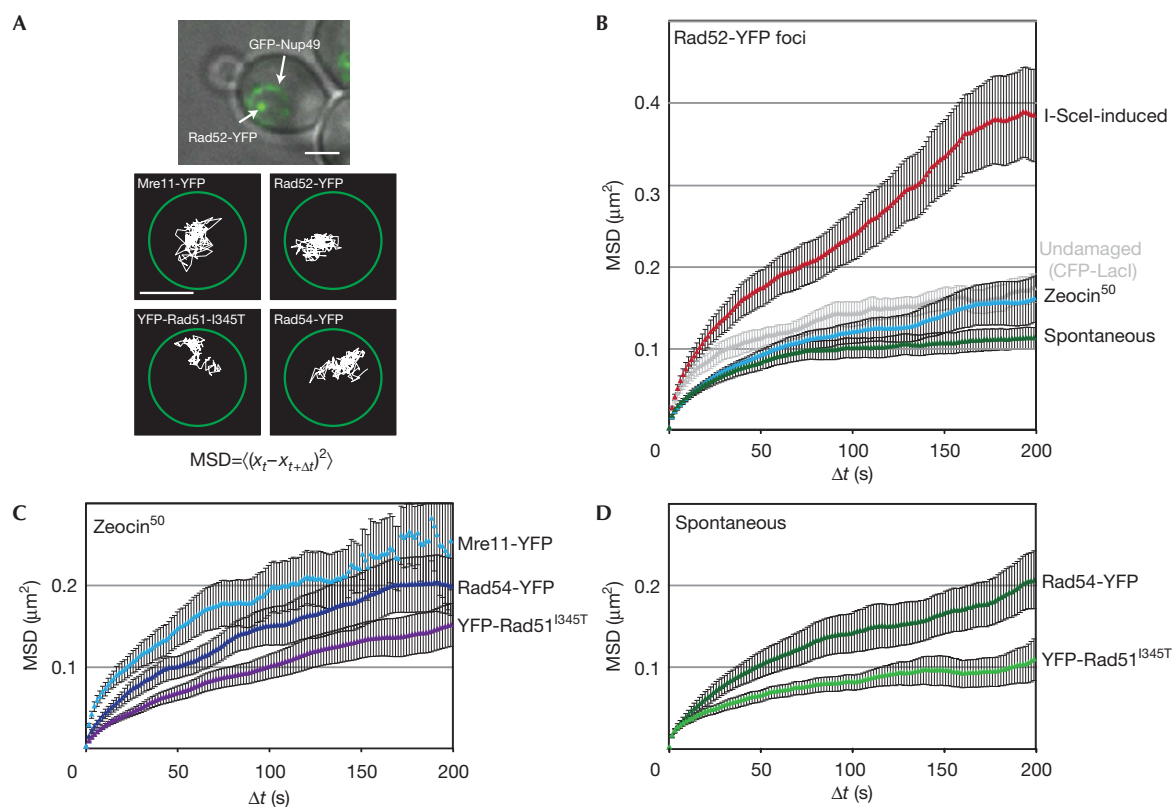 A
GFP-Nup49
Rad52-YFP
Mre11-YFP
Rad52-YFP
YFP-Rad51-I345T
Rad54-YFP
MSD=⟨(xₜ–xₜ₊Δₜ)²⟩
B
Rad52-YFP foci
MSD (μm²)
0.4
0.3
0.2
0.1
0 50 100 150 200
Δt (s)
I-SceI-induced
Undamaged
(CFP-LacI)
Zeocin⁵⁰
Spontaneous
C
Zeocin⁵⁰
MSD (μm²)
0.2
0.1
0 50 100 150 200
Δt (s)
Mre11-YFP
Rad54-YFP
YFP-Rad51ᴵ³⁴⁵ᵀ
D
Spontaneous
MSD (μm²)
0.2
0.1
0 50 100 150 200
Δt (s)
Rad54-YFP
YFP-Rad51ᴵ³⁴⁵ᵀ